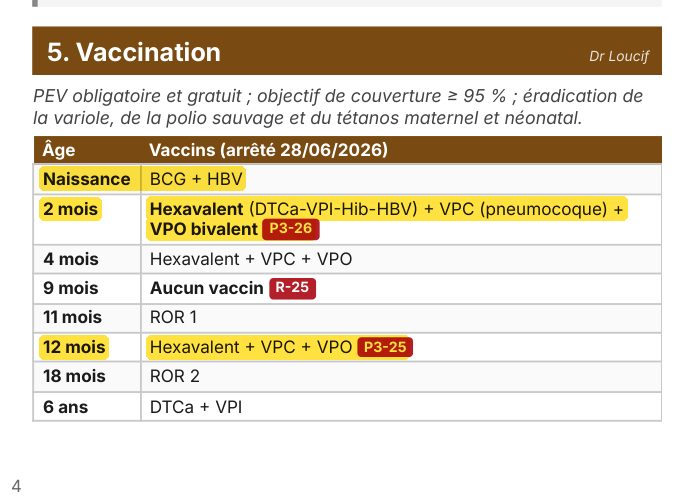 5. Vaccination
Dr Loucif
PEV obligatoire et gratuit ; objectif de couverture ≥ 95 % ; éradication de
la variole, de la polio sauvage et du tétanos maternel et néonatal.
Âge Vaccins (arrêté 28/06/2026)
Naissance BCG + HBV
2 mois Hexavalent (DTCa-VPI-Hib-HBV) + VPC (pneumocoque) +
VPO bivalent P3-26
4 mois Hexavalent + VPC + VPO
9 mois Aucun vaccin R-25
11 mois ROR 1
12 mois Hexavalent + VPC + VPO P3-25
18 mois ROR 2
6 ans DTCa + VPI
4